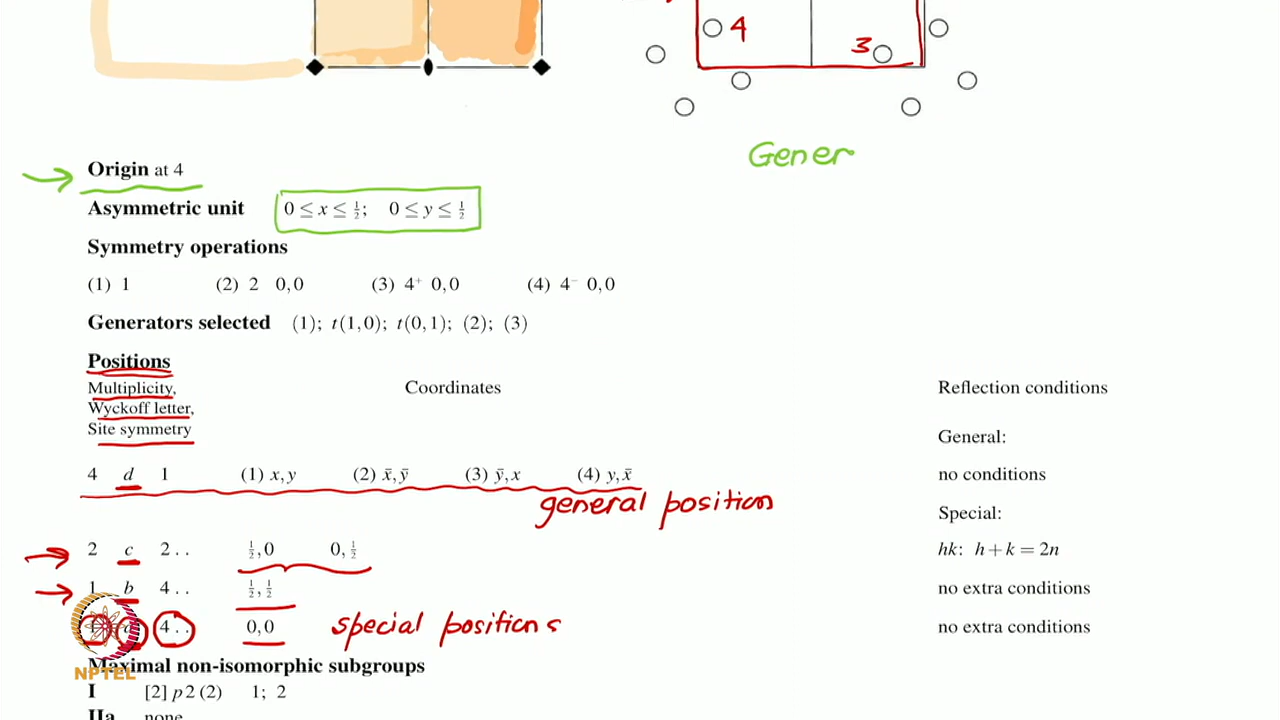 4
3
Gener
Origin at 4
Asymmetric unit 0 ≤ x ≤ ½; 0 ≤ y ≤ ½
Symmetry operations
(1) 1 (2) 2 0,0 (3) 4⁺ 0,0 (4) 4⁻ 0,0
Generators selected (1); t(1,0); t(0,1); (2); (3)
Positions
Multiplicity, Coordinates Reflection conditions
Wyckoff letter,
Site symmetry
General:
4 d 1 (1) x,y (2) x̄,ȳ (3) ȳ,x (4) y,x̄ no conditions
general position
Special:
2 c 2 . . ½,0 0,½ hk: h+k = 2n
1 b 4 . . ½,½ no extra conditions
1 a 4 . . 0,0 special positions no extra conditions
Maximal non-isomorphic subgroups
NPTEL
I [2] p2 (2) 1; 2
IIa none